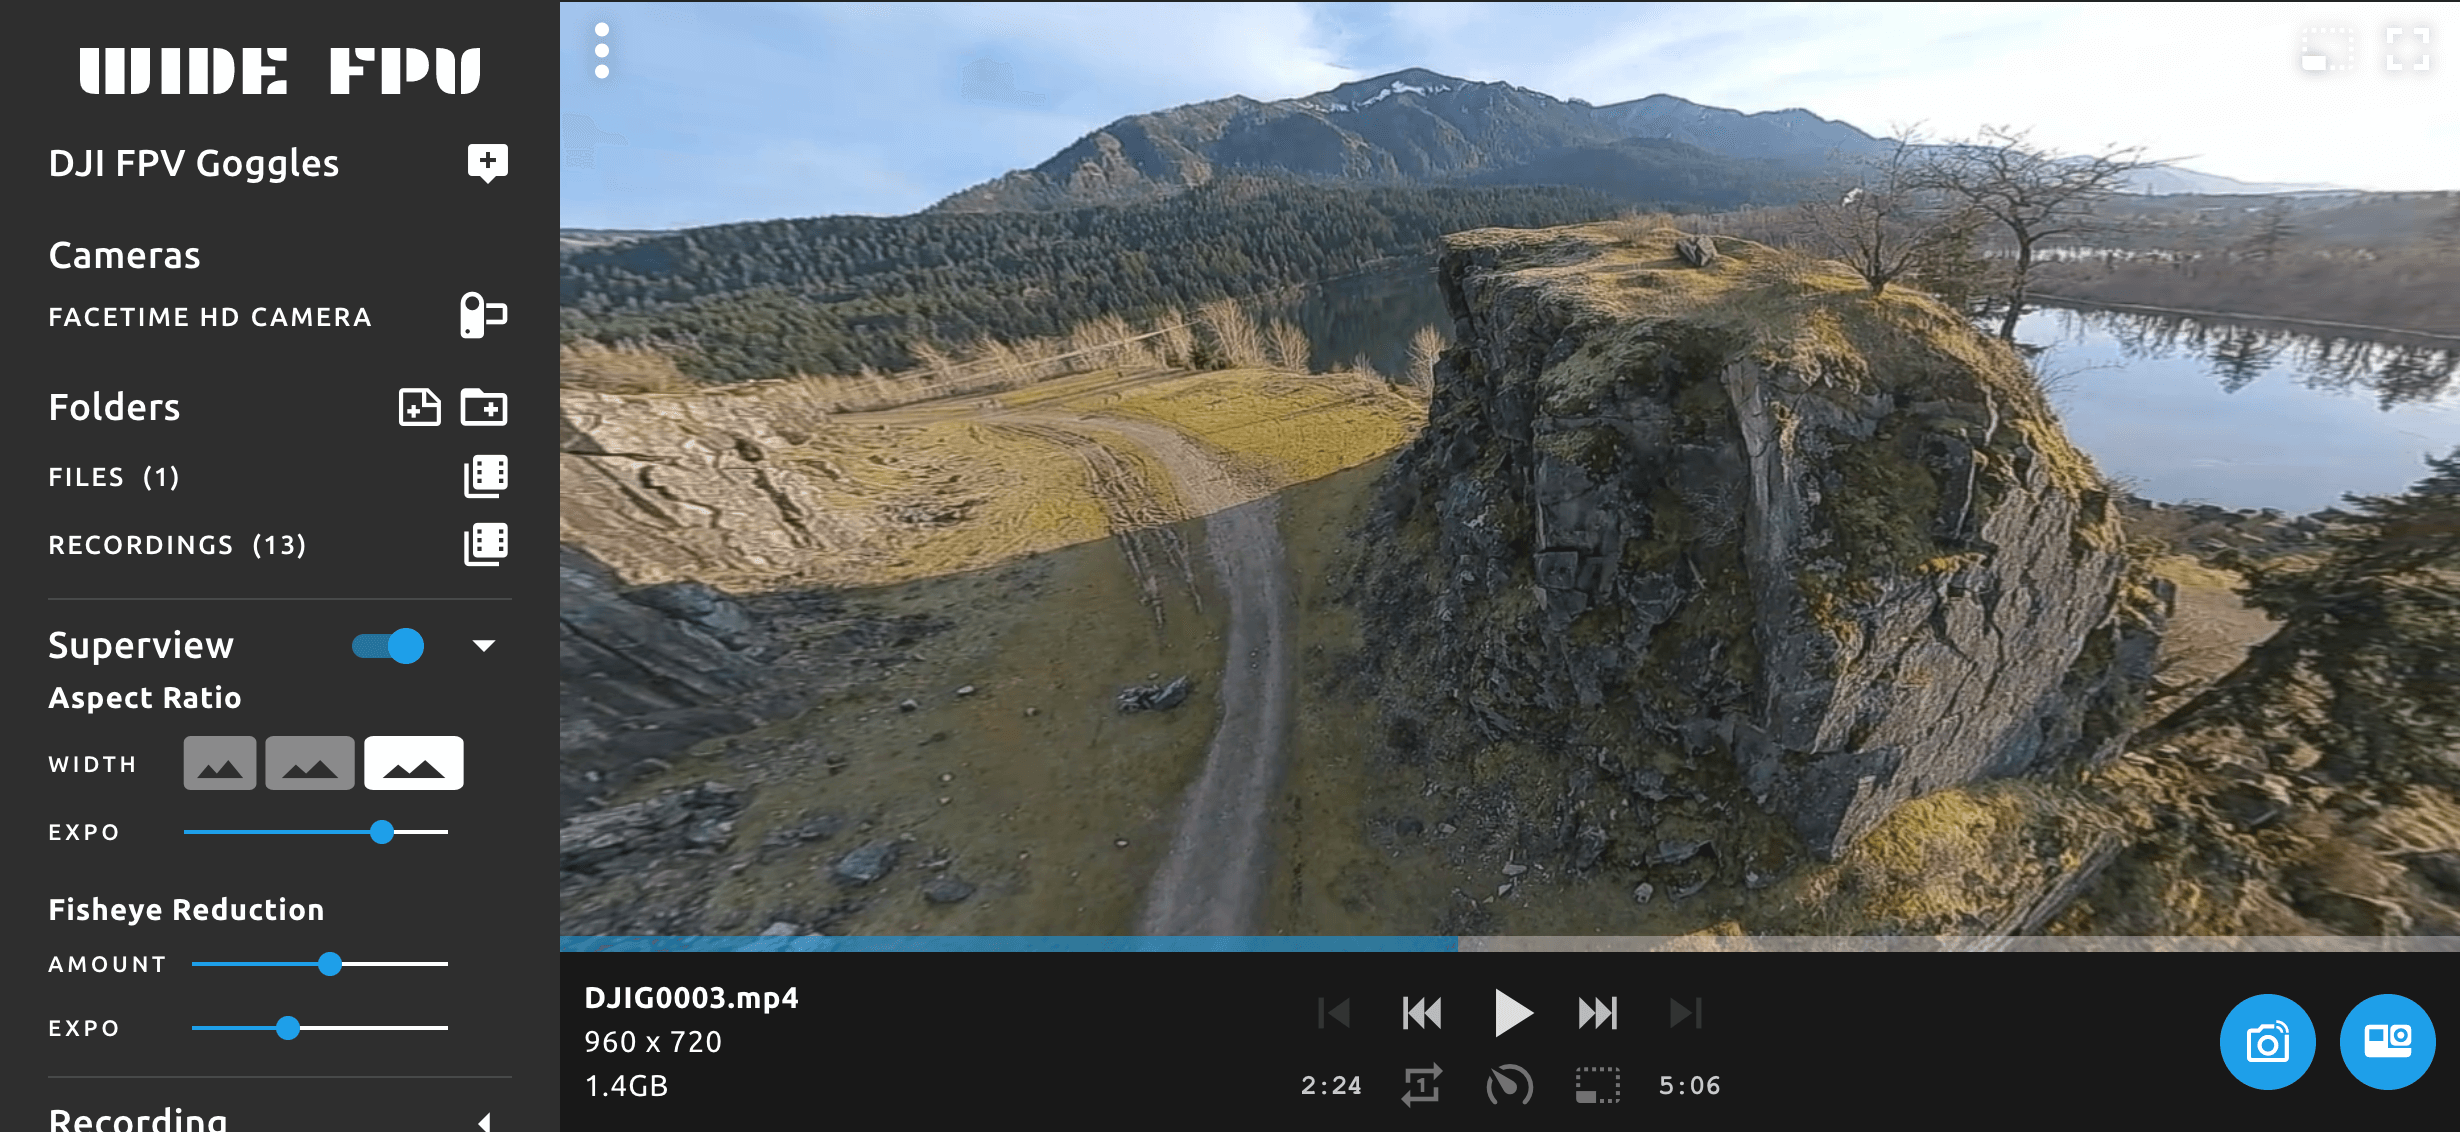 WIDE FPV
DJI FPV Goggles
Cameras
FACETIME HD CAMERA
Folders
FILES (1)
RECORDINGS (13)
Superview
Aspect Ratio
WIDTH
EXPO
Fisheye Reduction
AMOUNT
EXPO
Recording
DJIG0003.mp4
960 x 720
1.4GB
2:24
1
5:06